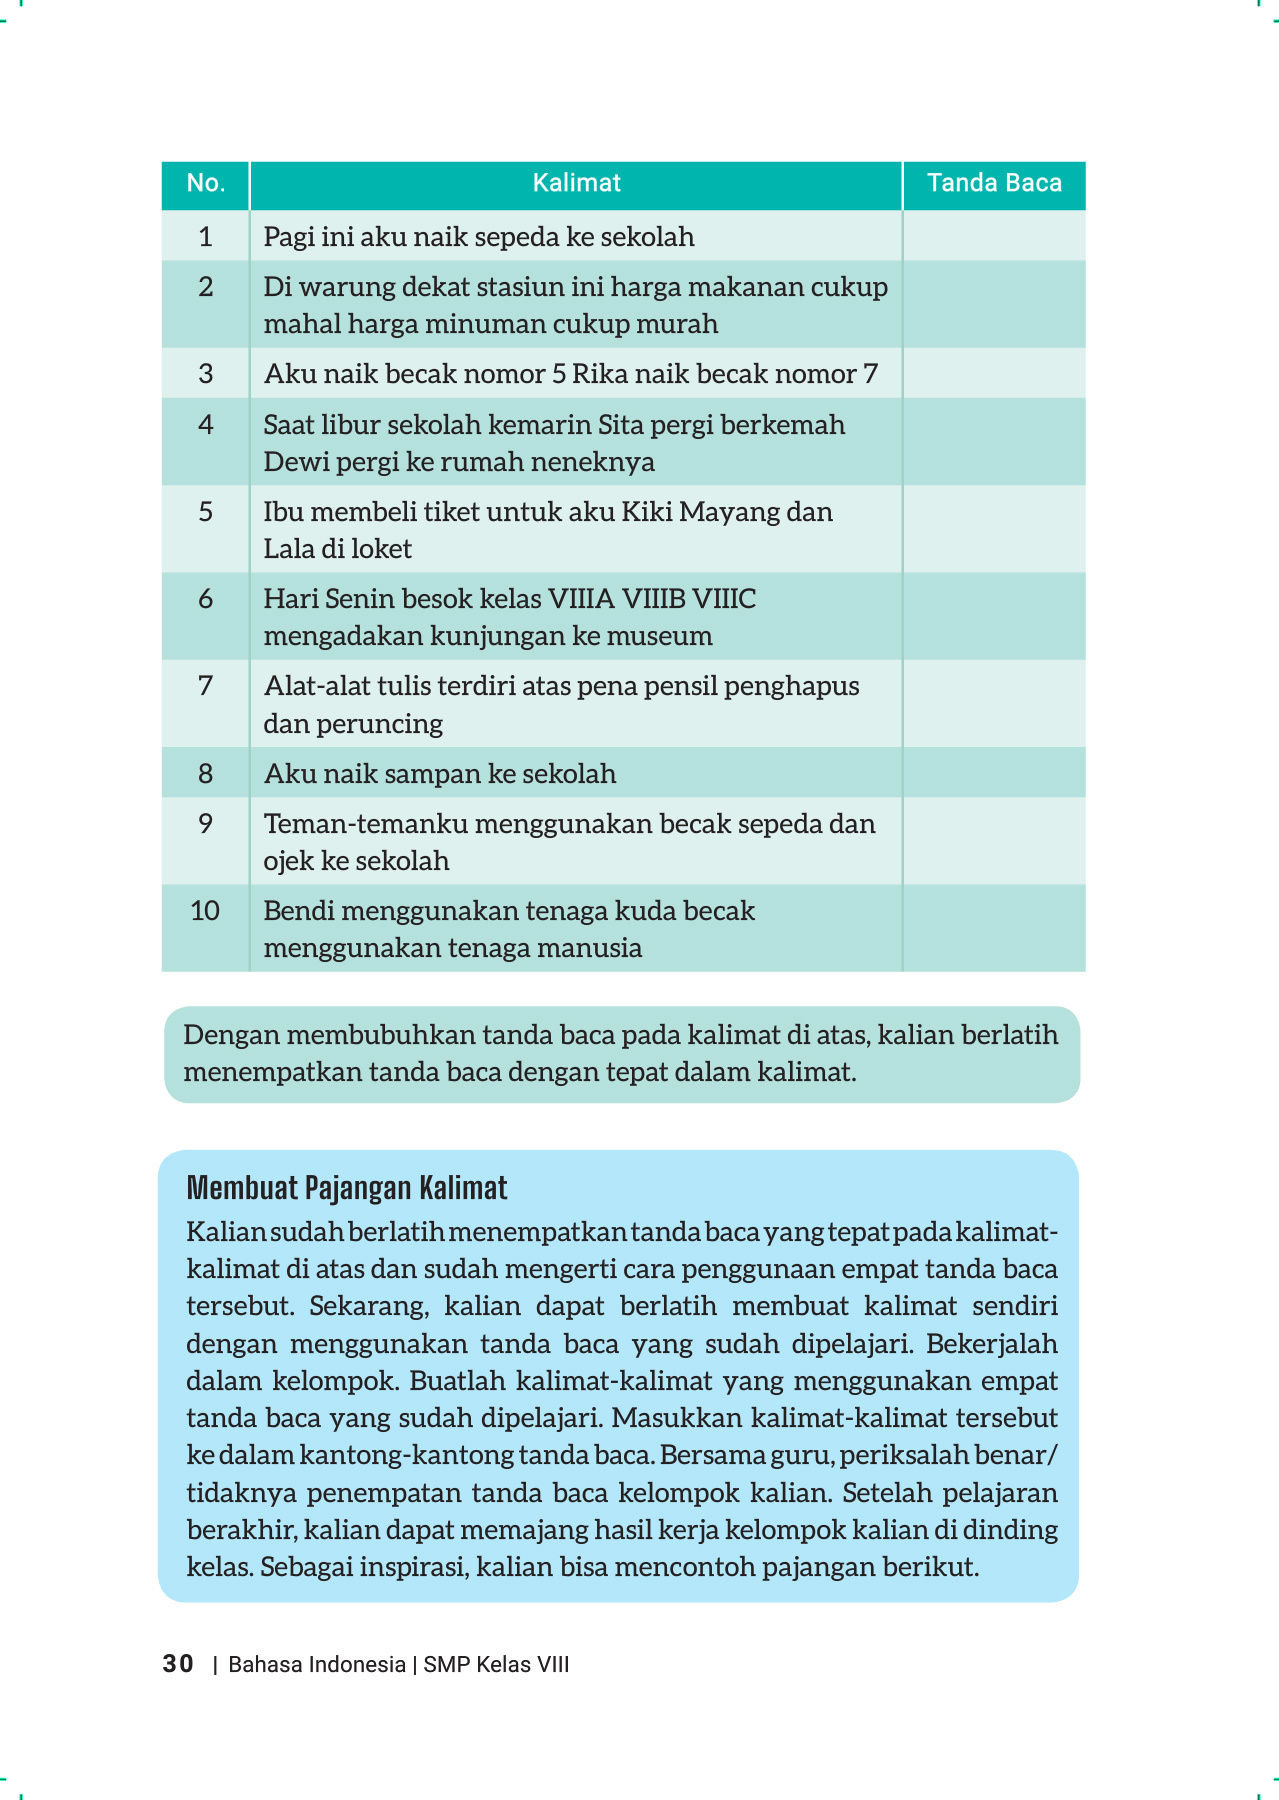 No. Kalimat Tanda Baca
1 Pagi ini aku naik sepeda ke sekolah
2 Di warung dekat stasiun ini harga makanan cukup
mahal harga minuman cukup murah
3 Aku naik becak nomor 5 Rika naik becak nomor 7
4 Saat libur sekolah kemarin Sita pergi berkemah
Dewi pergi ke rumah neneknya
5 Ibu membeli tiket untuk aku Kiki Mayang dan
Lala di loket
6 Hari Senin besok kelas VIIIA VIIIB VIIIC
mengadakan kunjungan ke museum
7 Alat-alat tulis terdiri atas pena pensil penghapus
dan peruncing
8 Aku naik sampan ke sekolah
9 Teman-temanku menggunakan becak sepeda dan
ojek ke sekolah
10 Bendi menggunakan tenaga kuda becak
menggunakan tenaga manusia
Dengan membubuhkan tanda baca pada kalimat di atas, kalian berlatih
menempatkan tanda baca dengan tepat dalam kalimat.
Membuat Pajangan Kalimat
Kalian sudah berlatih menempatkan tanda baca yang tepat pada kalimat-
kalimat di atas dan sudah mengerti cara penggunaan empat tanda baca
tersebut. Sekarang, kalian dapat berlatih membuat kalimat sendiri
dengan menggunakan tanda baca yang sudah dipelajari. Bekerjalah
dalam kelompok. Buatlah kalimat-kalimat yang menggunakan empat
tanda baca yang sudah dipelajari. Masukkan kalimat-kalimat tersebut
ke dalam kantong-kantong tanda baca. Bersama guru, periksalah benar/
tidaknya penempatan tanda baca kelompok kalian. Setelah pelajaran
berakhir, kalian dapat memajang hasil kerja kelompok kalian di dinding
kelas. Sebagai inspirasi, kalian bisa mencontoh pajangan berikut.
30 | Bahasa Indonesia | SMP Kelas VIII